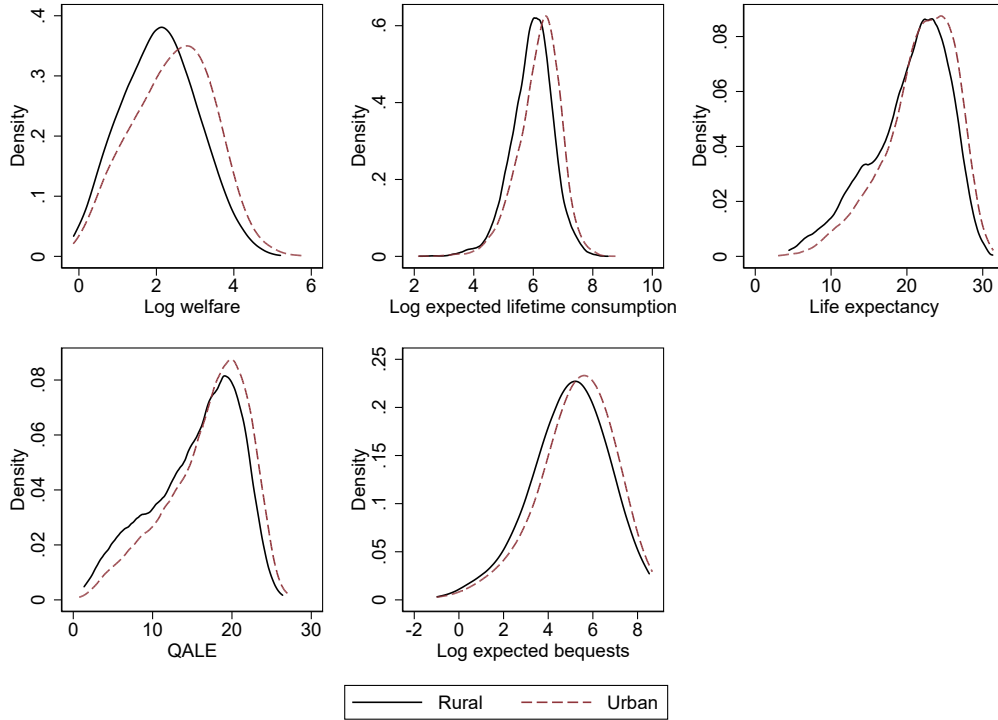 Density
.4
.3
.2
.1
0
0 2 4 6
Log welfare
Density
.6
.4
.2
0
2 4 6 8 10
Log expected lifetime consumption
Density
.08
.06
.04
.02
0
0 10 20 30
Life expectancy
Density
.08
.06
.04
.02
0
0 10 20 30
QALE
Density
.25
.2
.15
.1
.05
0
-2 0 2 4 6 8
Log expected bequests
Rural Urban